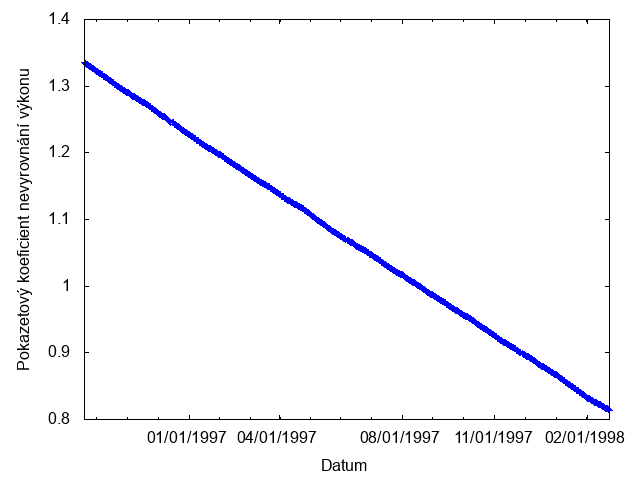 1.4
1.3
1.2
1.1
1
0.9
0.8
Pokazetový koeficient nevyrovnání výkonu
01/01/1997 04/01/1997 08/01/1997 11/01/1997 02/01/1998
Datum